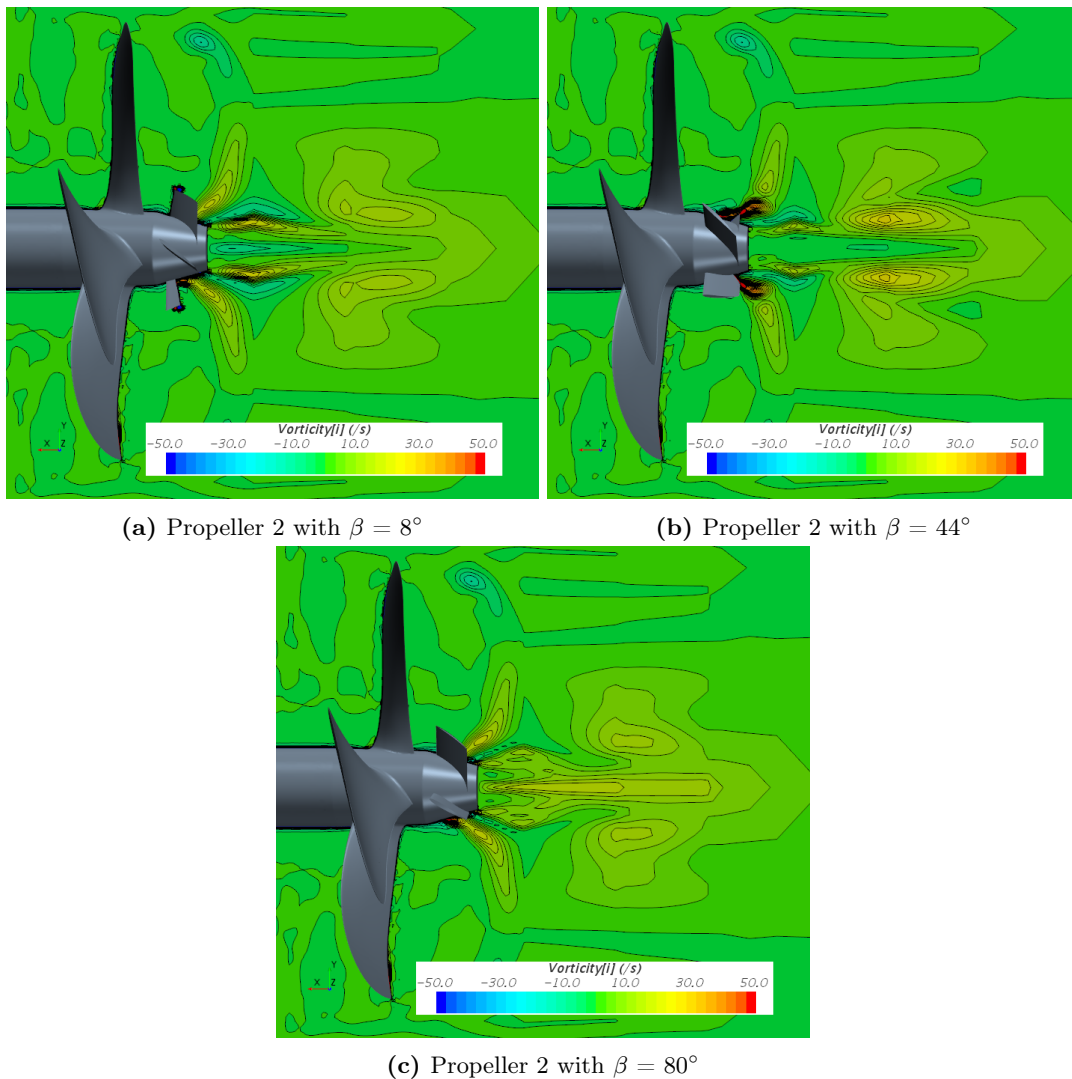 Y
X Z
Vorticity[i] (/s)
-50.0 -30.0 -10.0 10.0 30.0 50.0
(a) Propeller 2 with β = 8°
Y
X Z
Vorticity[i] (/s)
-50.0 -30.0 -10.0 10.0 30.0 50.0
(b) Propeller 2 with β = 44°
Y
X Z
Vorticity[i] (/s)
-50.0 -30.0 -10.0 10.0 30.0 50.0
(c) Propeller 2 with β = 80°